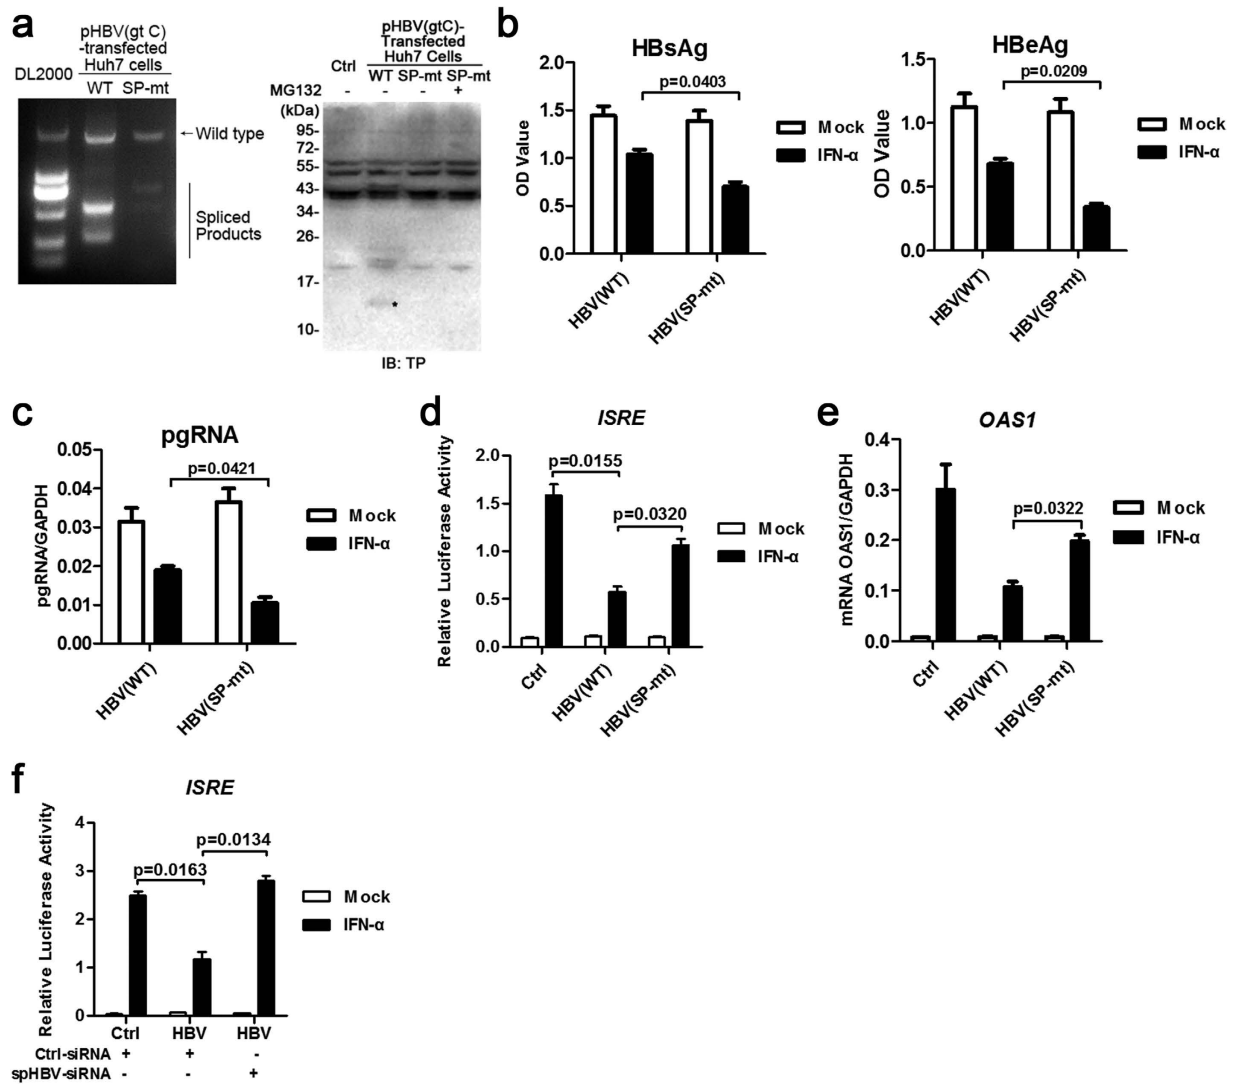 a
pHBV(gt C)
-transfected
Huh7 cells
DL2000
WT SP-mt
←Wild type
Spliced
Products
pHBV(gtC)-
Transfected
Huh7 Cells
Ctrl WT SP-mt SP-mt
MG132 - - - +
(kDa)
95-
72-
55-
43-
34-
26-
17-
10-
*
IB: TP
b
HBsAg
p=0.0403
OD Value
2.0
1.5
1.0
0.5
0.0
HBV(WT)
HBV(SP-mt)
Mock
IFN-α
HBeAg
p=0.0209
OD Value
1.5
1.0
0.5
0.0
HBV(WT)
HBV(SP-mt)
Mock
IFN-α
c
pgRNA
p=0.0421
pgRNA/GAPDH
0.05
0.04
0.03
0.02
0.01
0.00
HBV(WT)
HBV(SP-mt)
Mock
IFN-α
d
ISRE
p=0.0155
p=0.0320
Relative Luciferase Activity
2.0
1.5
1.0
0.5
0.0
Ctrl
HBV(WT)
HBV(SP-mt)
Mock
IFN-α
e
OAS1
p=0.0322
mRNA OAS1/GAPDH
0.4
0.3
0.2
0.1
0.0
Ctrl
HBV(WT)
HBV(SP-mt)
Mock
IFN-α
f
ISRE
p=0.0134
p=0.0163
Relative Luciferase Activity
4
3
2
1
0
Mock
IFN-α
Ctrl HBV HBV
Ctrl-siRNA + + -
spHBV-siRNA - - +